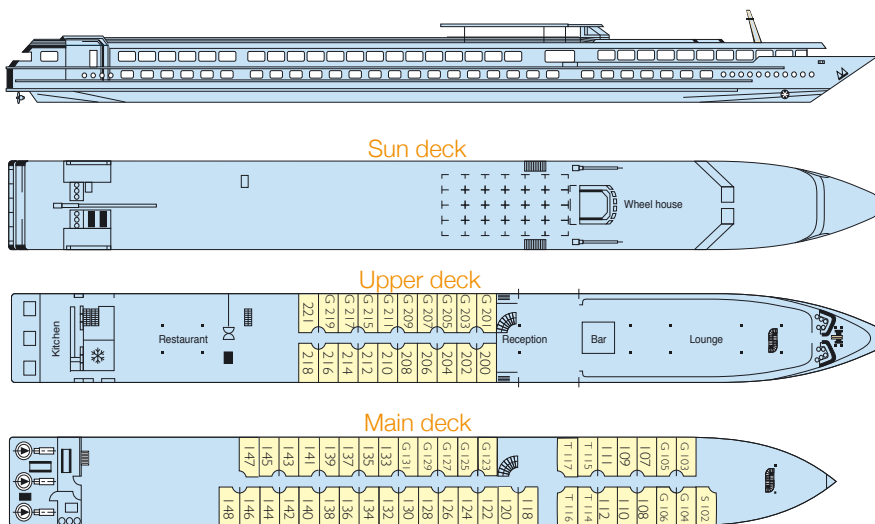 Sun deck
Wheel house
Upper deck
221 G 219 G 217 G 215 G 211 G 209 G 207 G 205 G 203 G 201
Kitchen
Restaurant
Reception
Bar
Lounge
218 216 214 212 210 208 206 204 202 200
Main deck
147 145 143 141 139 137 135 133 G 131 G 129 G 127 G 125 G 123 T 117 T 115 111 109 107 G 105 G 103
148 146 144 142 140 138 136 134 132 130 128 126 124 122 120 118 T 116 T 114 112 110 108 G 106 G 104 S 102